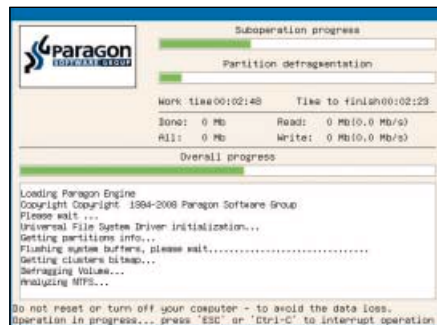 Paragon
SOFTWARE GROUP
Suboperation progress
Partition defragmentation
Work time 00:02:48 Time to finish 00:02:23
Done: 0 Mb Read: 0 Mb(0.0 Mb/s)
All: 0 Mb Write: 0 Mb(0.0 Mb/s)
Overall progress
Loading Paragon Engine
Copyright Copyright 1994-2008 Paragon Software Group
Please wait ...
Universal File System Driver initialization...
Getting partitions info...
Flushing system buffers, please wait................................
Getting clusters bitmap...
Defragging Volume...
Analyzing NTFS...
Do not reset or turn off your computer - to avoid the data loss.
Operation in progress... press 'ESC' or 'Ctrl-C' to interrupt operation